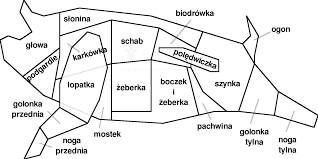 biodrówka
słonina
ogon
głowa
karkówka
schab
polędwiczka
podgardle
łopatka
żeberka
boczek
i
żeberka
szynka
golonka
przednia
noga
przednia
mostek
pachwina
golonka
tylna
noga
tylna